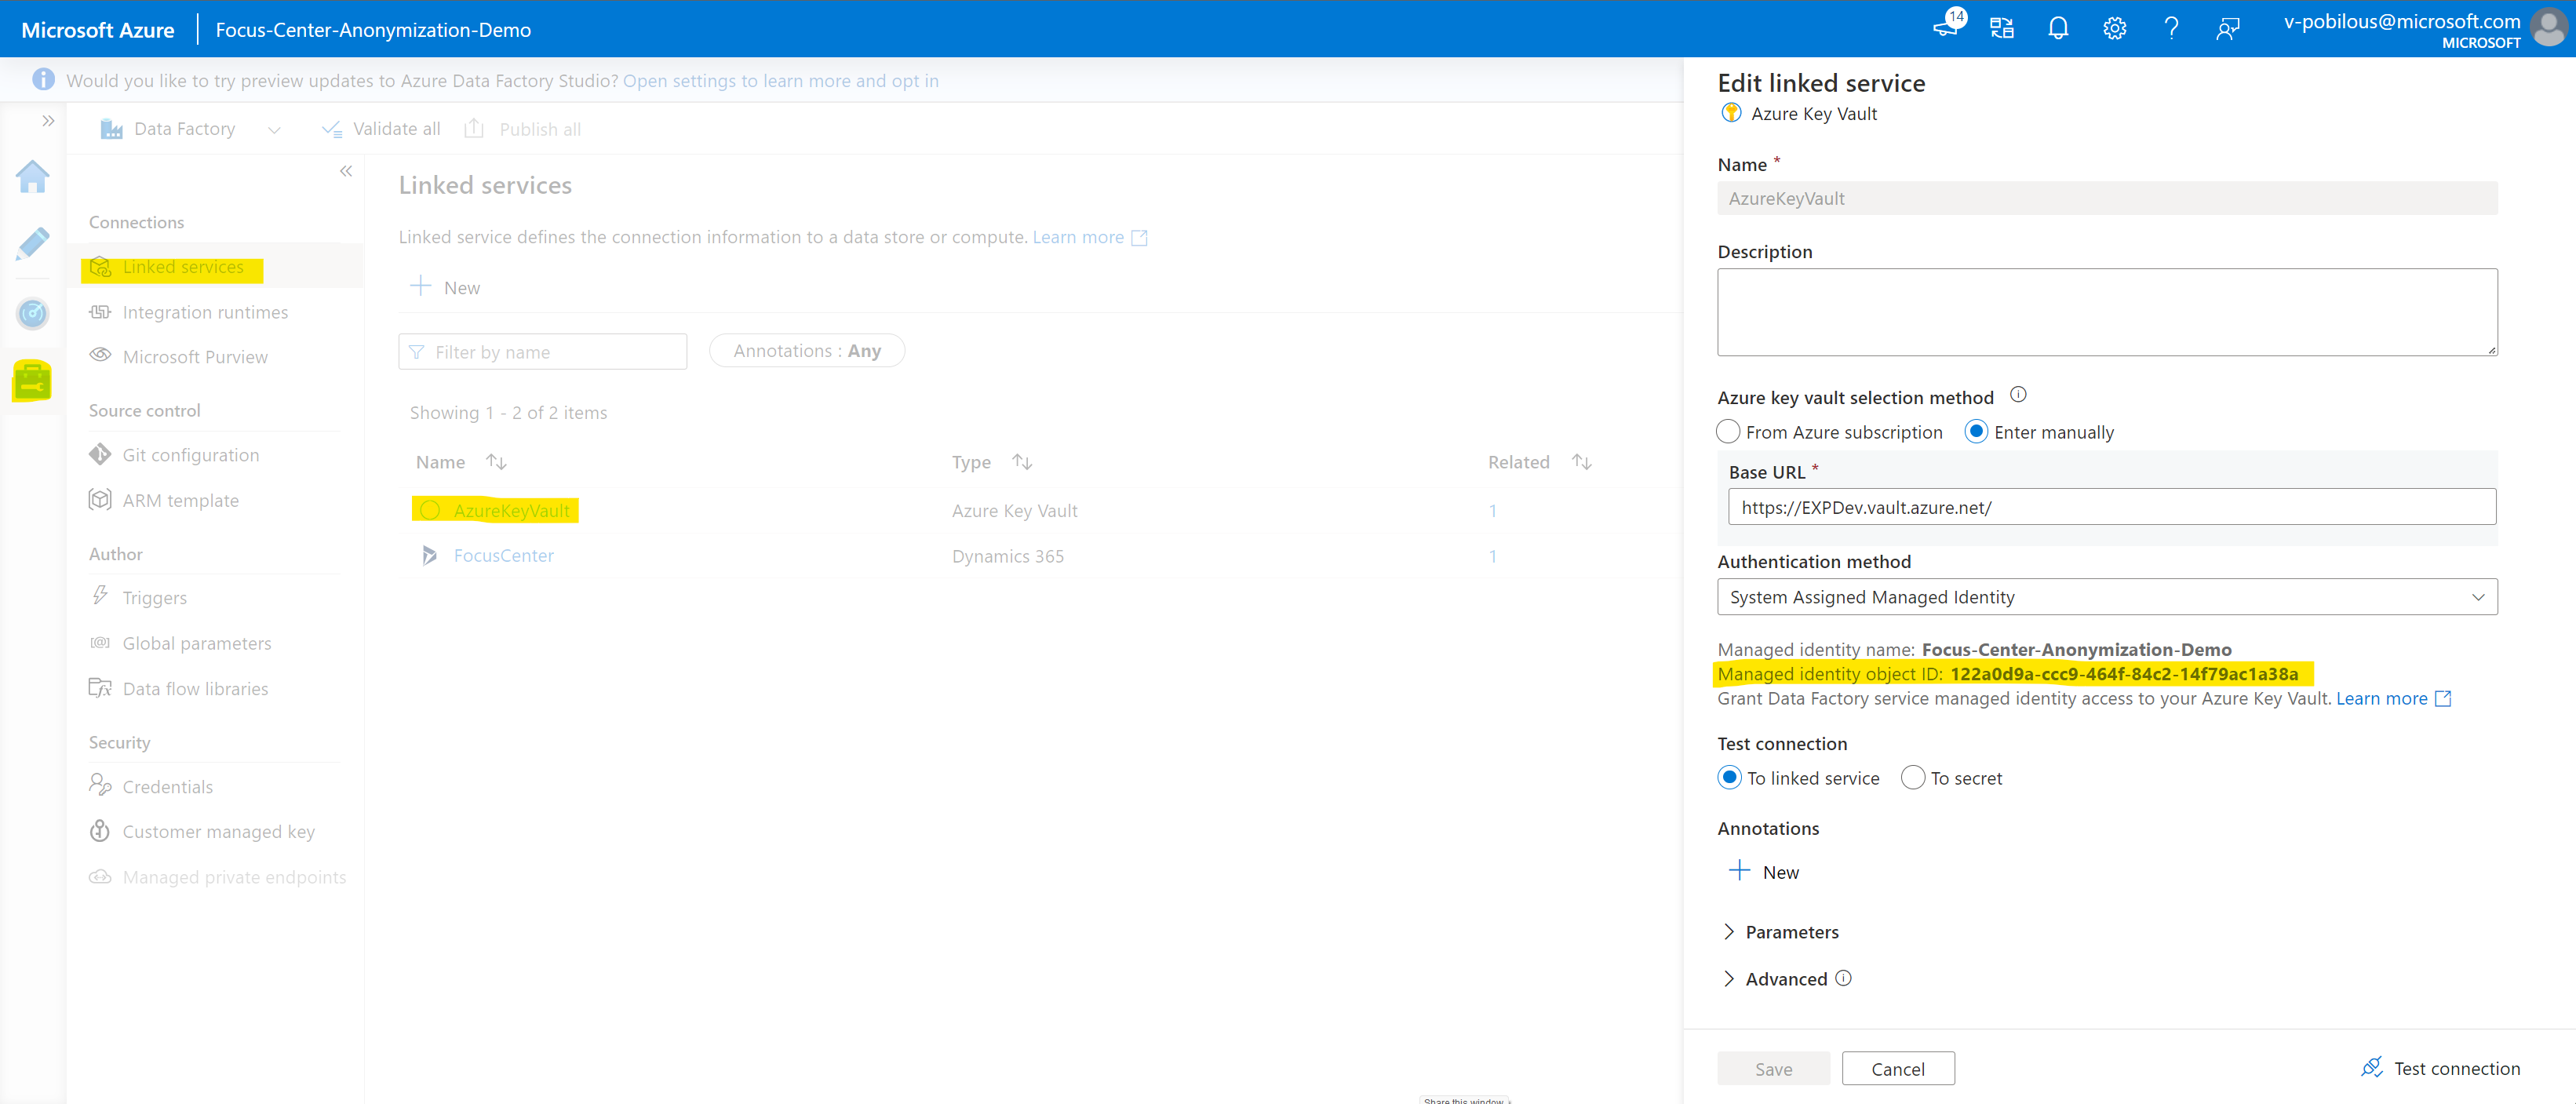 Microsoft Azure
Focus-Center-Anonymization-Demo
14
v-pobilous@microsoft.com
MICROSOFT
Would you like to try preview updates to Azure Data Factory Studio? Open settings to learn more and opt in
Data Factory
Validate all
Publish all
Connections
Linked services
Integration runtimes
Microsoft Purview
Source control
Git configuration
ARM template
Author
Triggers
Global parameters
Data flow libraries
Security
Credentials
Customer managed key
Managed private endpoints
Linked services
Linked service defines the connection information to a data store or compute. Learn more
New
Filter by name
Annotations : Any
Showing 1 - 2 of 2 items
Name Type Related
AzureKeyVault Azure Key Vault 1
FocusCenter Dynamics 365 1
Edit linked service
Azure Key Vault
Name *
AzureKeyVault
Description
Azure key vault selection method
From Azure subscription Enter manually
Base URL *
https://EXPDev.vault.azure.net/
Authentication method
System Assigned Managed Identity
Managed identity name: Focus-Center-Anonymization-Demo
Managed identity object ID: 122a0d9a-ccc9-464f-84c2-14f79ac1a38a
Grant Data Factory service managed identity access to your Azure Key Vault. Learn more
Test connection
To linked service To secret
Annotations
New
Parameters
Advanced
Save Cancel Test connection
Share this window